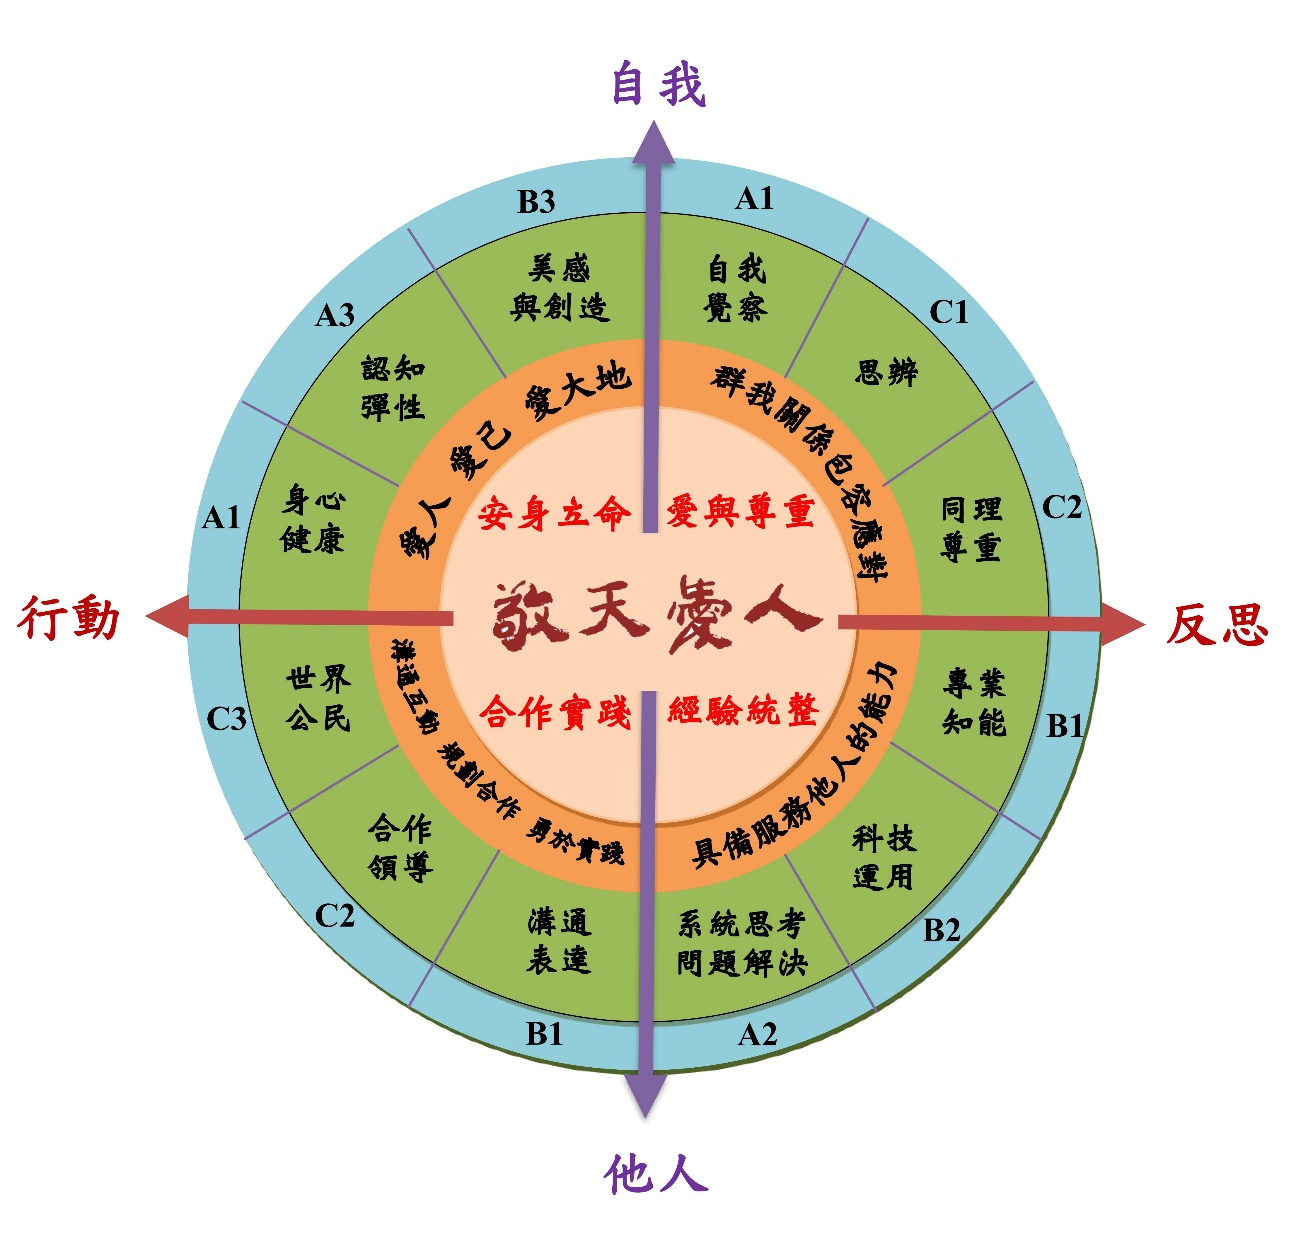 自我
B3
A1
美感
與創造
自我
覺察
A3
C1
認知
彈性
思辨
愛人 愛己 愛大地
群我關係包容應對
A1
身心
健康
安身立命
愛與尊重
同理
尊重
C2
行動
敬天愛人
反思
C3
世界
公民
合作實踐
經驗統整
專業
知能
B1
溝通互動 規劃合作 勇於實踐
具備服務他人的能力
合作
領導
科技
運用
C2
B2
溝通
表達
系統思考
問題解決
B1
A2
他人